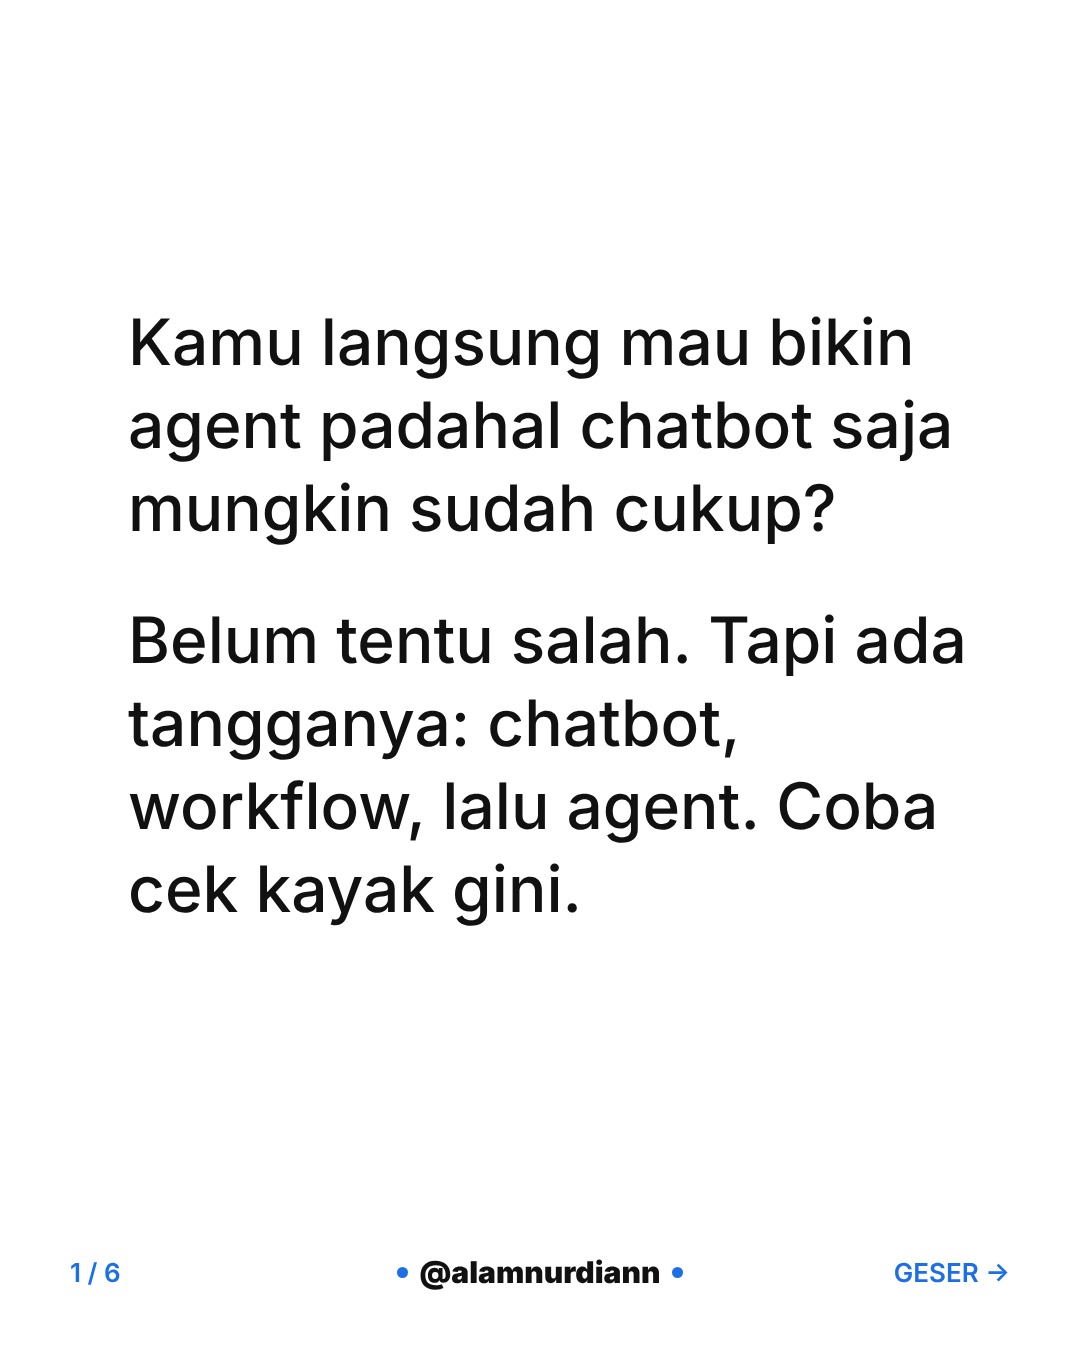 Kamu langsung mau bikin
agent padahal chatbot saja
mungkin sudah cukup?
Belum tentu salah. Tapi ada
tangganya: chatbot,
workflow, lalu agent. Coba
cek kayak gini.
1 / 6
• @alamnurdiann •
GESER →